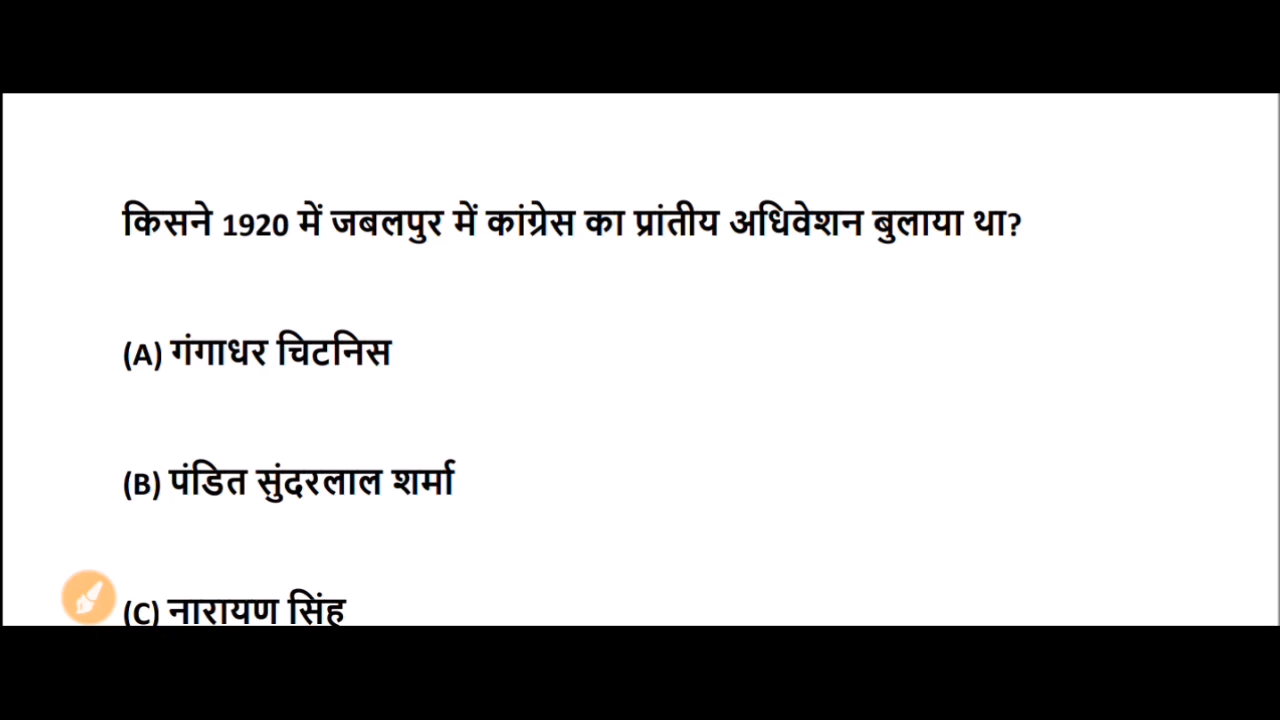 किसने 1920 में जबलपुर में कांग्रेस का प्रांतीय अधिवेशन बुलाया था?
(A) गंगाधर चिटनिस
(B) पंडित सुंदरलाल शर्मा
(C) नारायण सिंह